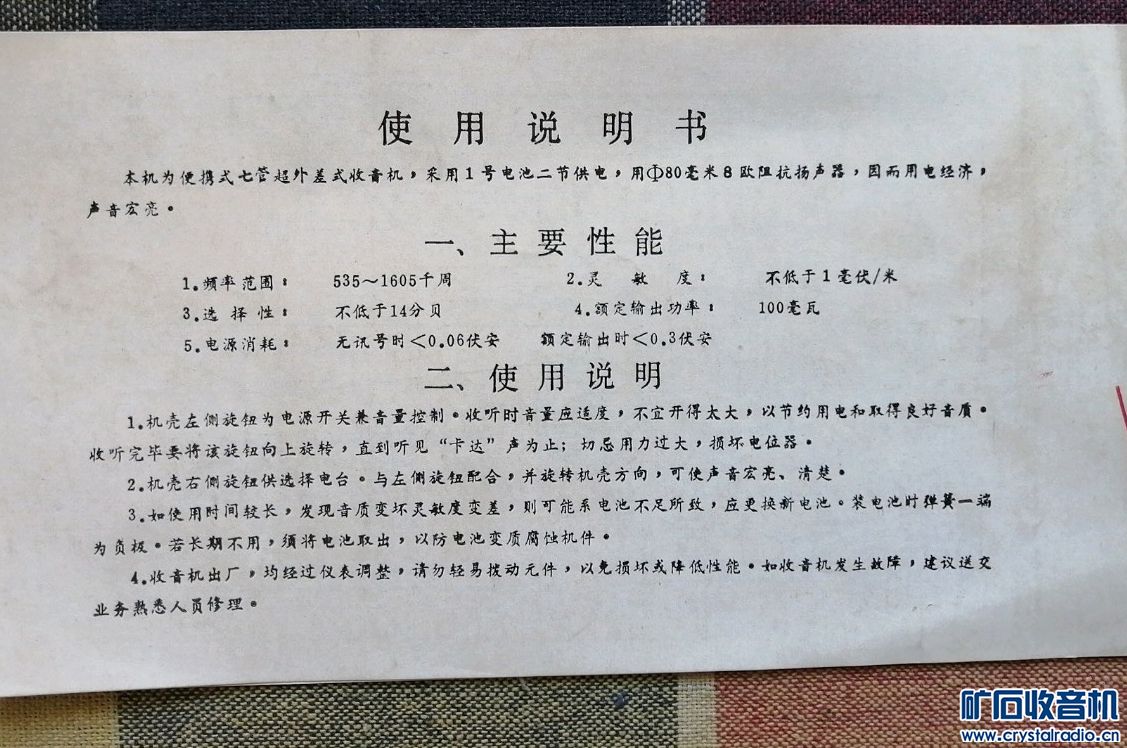 使用说明书
本机为便携式七管超外差式收音机，采用1号电池二节供电，用Φ80毫米8欧阻抗扬声器，因而用电经济，
声音宏亮。
一、主要性能
1.频率范围： 535～1605千周 2.灵敏度： 不低于1毫伏/米
3.选择性： 不低于14分贝 4.额定输出功率： 100毫瓦
5.电源消耗： 无讯号时＜0.06伏安 额定输出时＜0.3伏安
二、使用说明
1.机壳左侧旋钮为电源开关兼音量控制。收听时音量应适度，不宜开得太大，以节约用电和取得良好音质。
收听完毕要将该旋钮向上旋转，直到听见“卡达”声为止；切忌用力过大，损坏电位器。
2.机壳右侧旋钮供选择电台。与左侧旋钮配合，并旋转机壳方向，可使声音宏亮、清楚。
3.如使用时间较长，发现音质变坏灵敏度变差，则可能系电池不足所致，应更换新电池。装电池时弹簧一端
为负极。若长期不用，须将电池取出，以防电池变质腐蚀机件。
4.收音机出厂，均经过仪表调整，请勿轻易拨动元件，以免损坏或降低性能。如收音机发生故障，建议送交
业务熟悉人员修理。
矿石收音机
www.crystalradio.cn